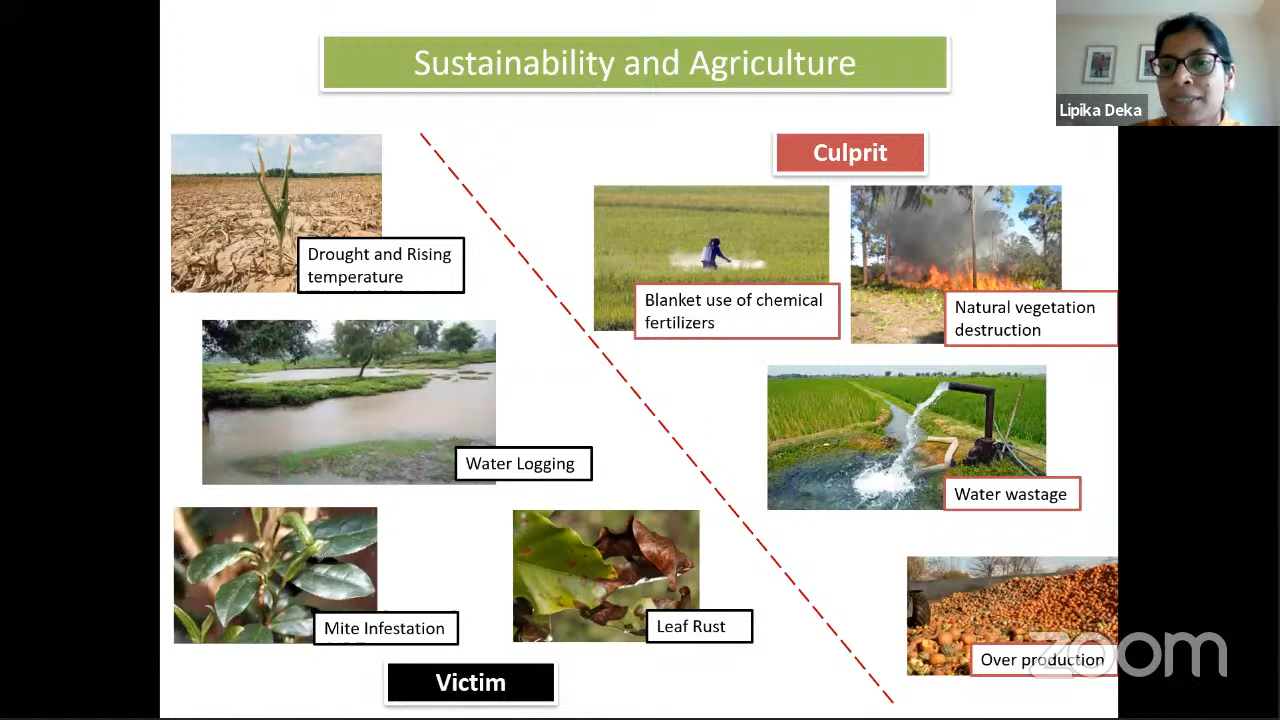 Sustainability and Agriculture
Lipika Deka
Culprit
Drought and Rising
temperature
Blanket use of chemical
fertilizers
Natural vegetation
destruction
Water Logging
Water wastage
Mite Infestation
Leaf Rust
Over production
Victim
zoom